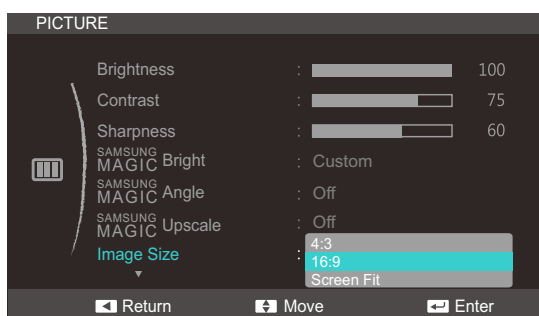 PICTURE
Brightness : 100
Contrast : 75
Sharpness : 60
SAMSUNG MAGIC Bright : Custom
SAMSUNG MAGIC Angle : Off
SAMSUNG MAGIC Upscale : Off
Image Size :
4:3
16:9
Screen Fit
Return Move Enter